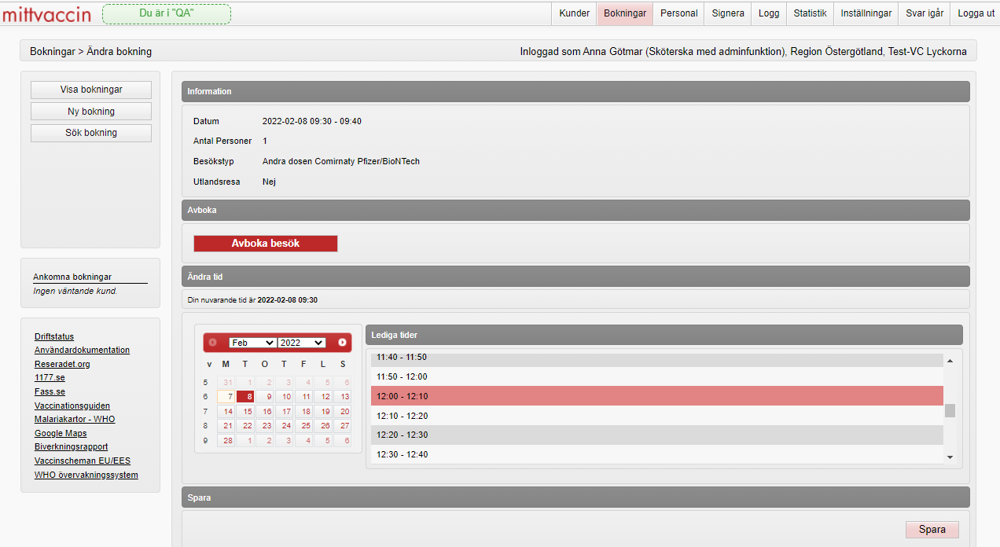 mittvaccin
Du är i "QA"
Kunder Bokningar Personal Signera Logg Statistik Inställningar Svar igår Logga ut
Bokningar > Ändra bokning
Inloggad som Anna Götmar (Sköterska med adminfunktion), Region Östergötland, Test-VC Lyckorna
Visa bokningar
Ny bokning
Sök bokning
Ankomna bokningar
Ingen väntande kund.
Driftstatus
Användardokumentation
Reseradet.org
1177.se
Fass.se
Vaccinationsguiden
Malariakartor - WHO
Google Maps
Biverkningsrapport
Vaccinscheman EU/EES
WHO övervakningssystem
Information
Datum 2022-02-08 09:30 - 09:40
Antal Personer 1
Besökstyp Andra dosen Comirnaty Pfizer/BioNTech
Utlandsresa Nej
Avboka
Avboka besök
Ändra tid
Din nuvarande tid är 2022-02-08 09:30
Feb 2022
v M T O T F L S
5 31 1 2 3 4 5 6
6 7 8 9 10 11 12 13
7 14 15 16 17 18 19 20
8 21 22 23 24 25 26 27
9 28 1 2 3 4 5 6
Lediga tider
11:40 - 11:50
11:50 - 12:00
12:00 - 12:10
12:10 - 12:20
12:20 - 12:30
12:30 - 12:40
Spara
Spara